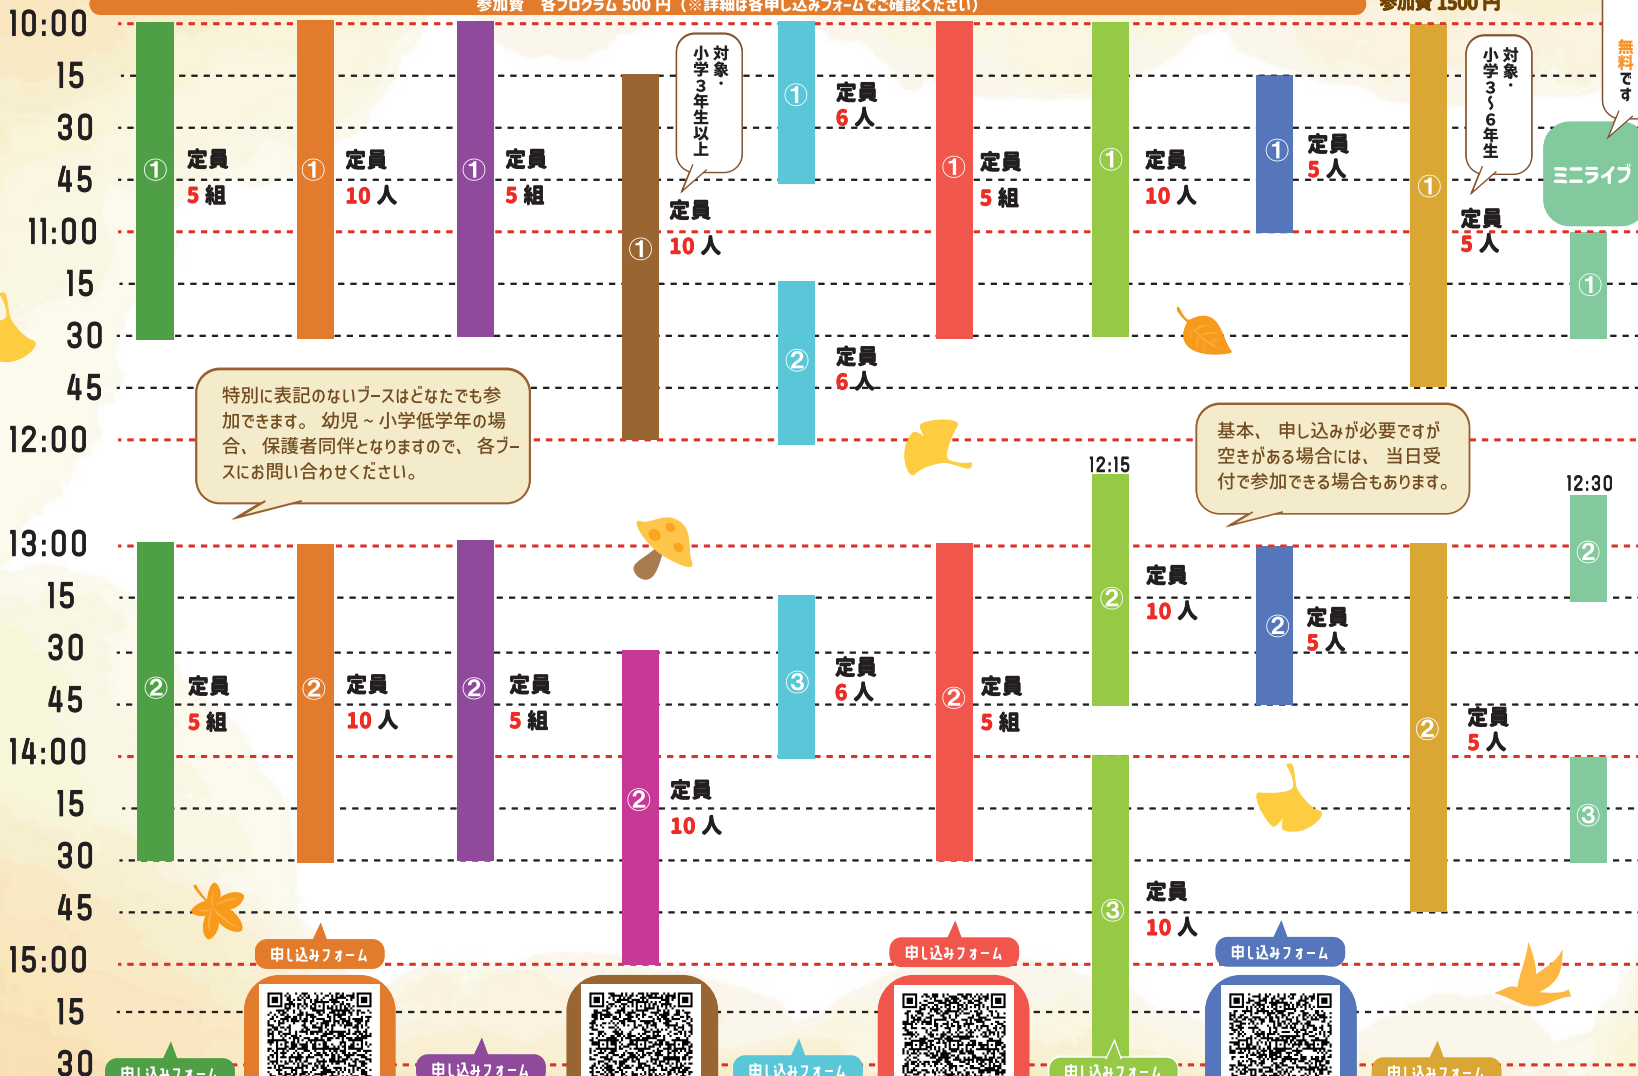 参加費　各プログラム 500 円（※詳細は各申し込みフォームでご確認ください）
参加費 1500 円
10:00
15
30
45
11:00
15
30
45
12:00
13:00
15
30
45
14:00
15
30
45
15:00
15
30
①
定員
5 組
①
定員
10 人
①
定員
5 組
対象・
小学３年生以上
①
定員
10 人
①
定員
6 人
②
定員
6 人
①
定員
5 組
①
定員
10 人
①
定員
5 人
対象・
小学３～６年生
①
定員
5 人
無料です
ミニライブ
①
特別に表記のないブースはどなたでも参
加できます。 幼児 ~ 小学低学年の場
合、 保護者同伴となりますので、 各ブー
スにお問い合わせください。
基本、 申し込みが必要ですが
空きがある場合には、 当日受
付で参加できる場合もあります。
12:15
12:30
②
定員
5 組
②
定員
10 人
②
定員
5 組
②
定員
10 人
③
定員
6 人
②
定員
5 組
②
定員
10 人
②
定員
5 人
②
定員
5 人
②
③
③
定員
10 人
申し込みフォーム
申し込みフォーム
申し込みフォーム
申し込みフォーム
申し込みフォーム
申し込みフォーム
申し込みフォーム
申し込みフォーム